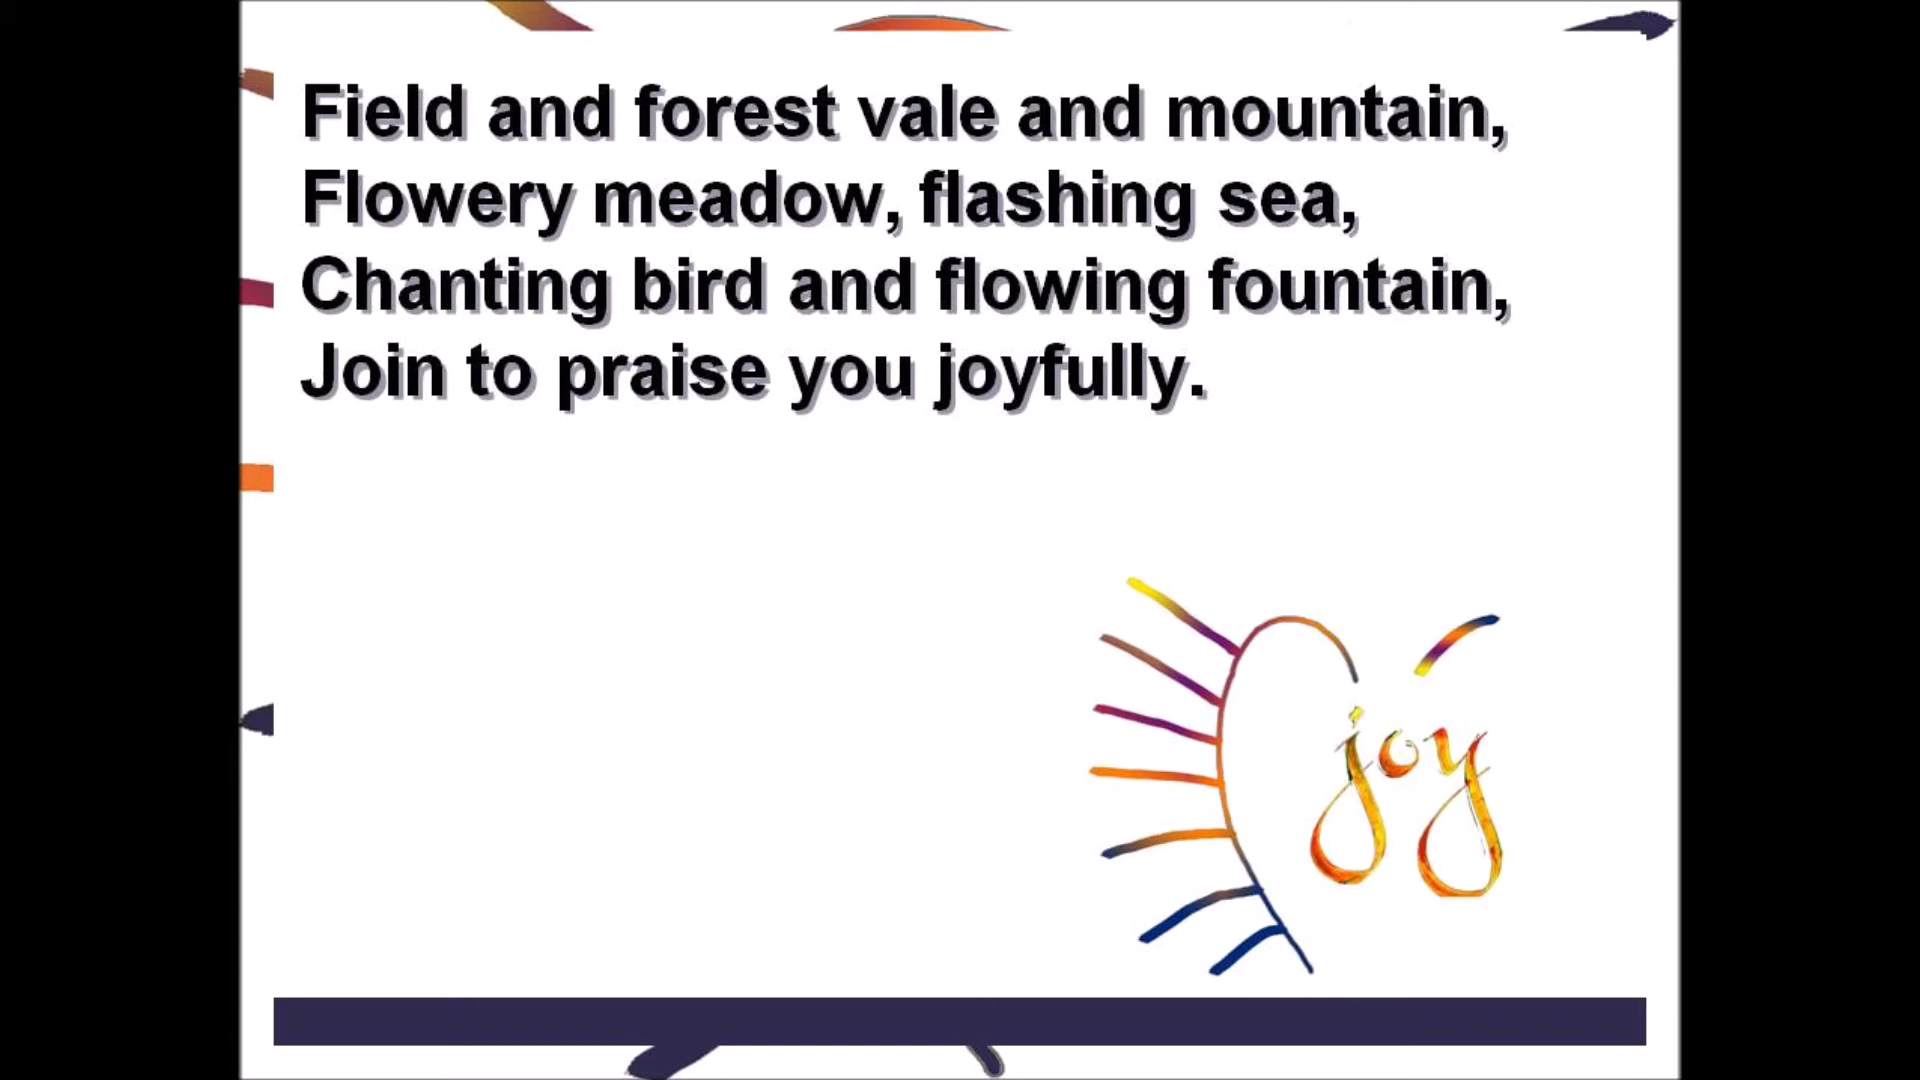 Field and forest vale and mountain,
Flowery meadow, flashing sea,
Chanting bird and flowing fountain,
Join to praise you joyfully.
joy